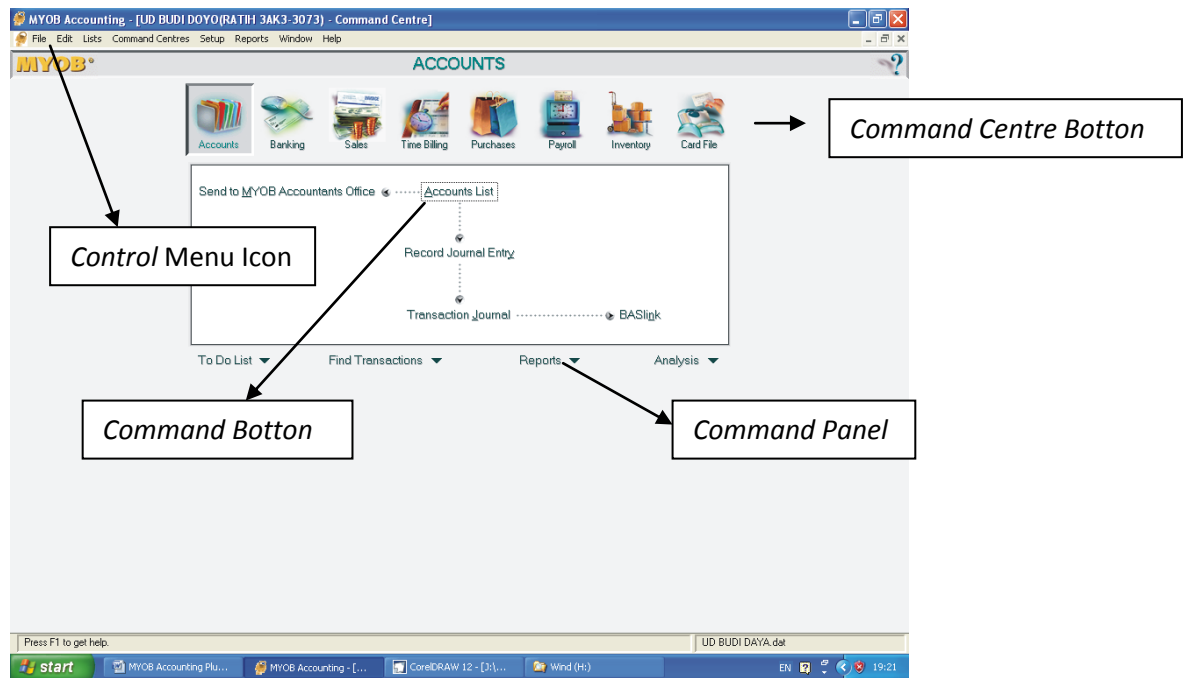 MYOB Accounting - [UD BUDI DOYO(RATIH 3AK3-3073) - Command Centre]
File Edit Lists Command Centres Setup Reports Window Help
MYOB ACCOUNTS
Accounts Banking Sales Time Billing Purchases Payroll Inventory Card File
Command Centre Botton
Send to MYOB Accountants Office Accounts List
Control Menu Icon
Record Journal Entry
Transaction Journal BASlink
To Do List Find Transactions Reports Analysis
Command Botton
Command Panel
Press F1 to get help. UD BUDI DAYA.dat
start MYOB Accounting Plu... MYOB Accounting - [... CorelDRAW 12 - [J:\... Wind (H:) EN 19:21